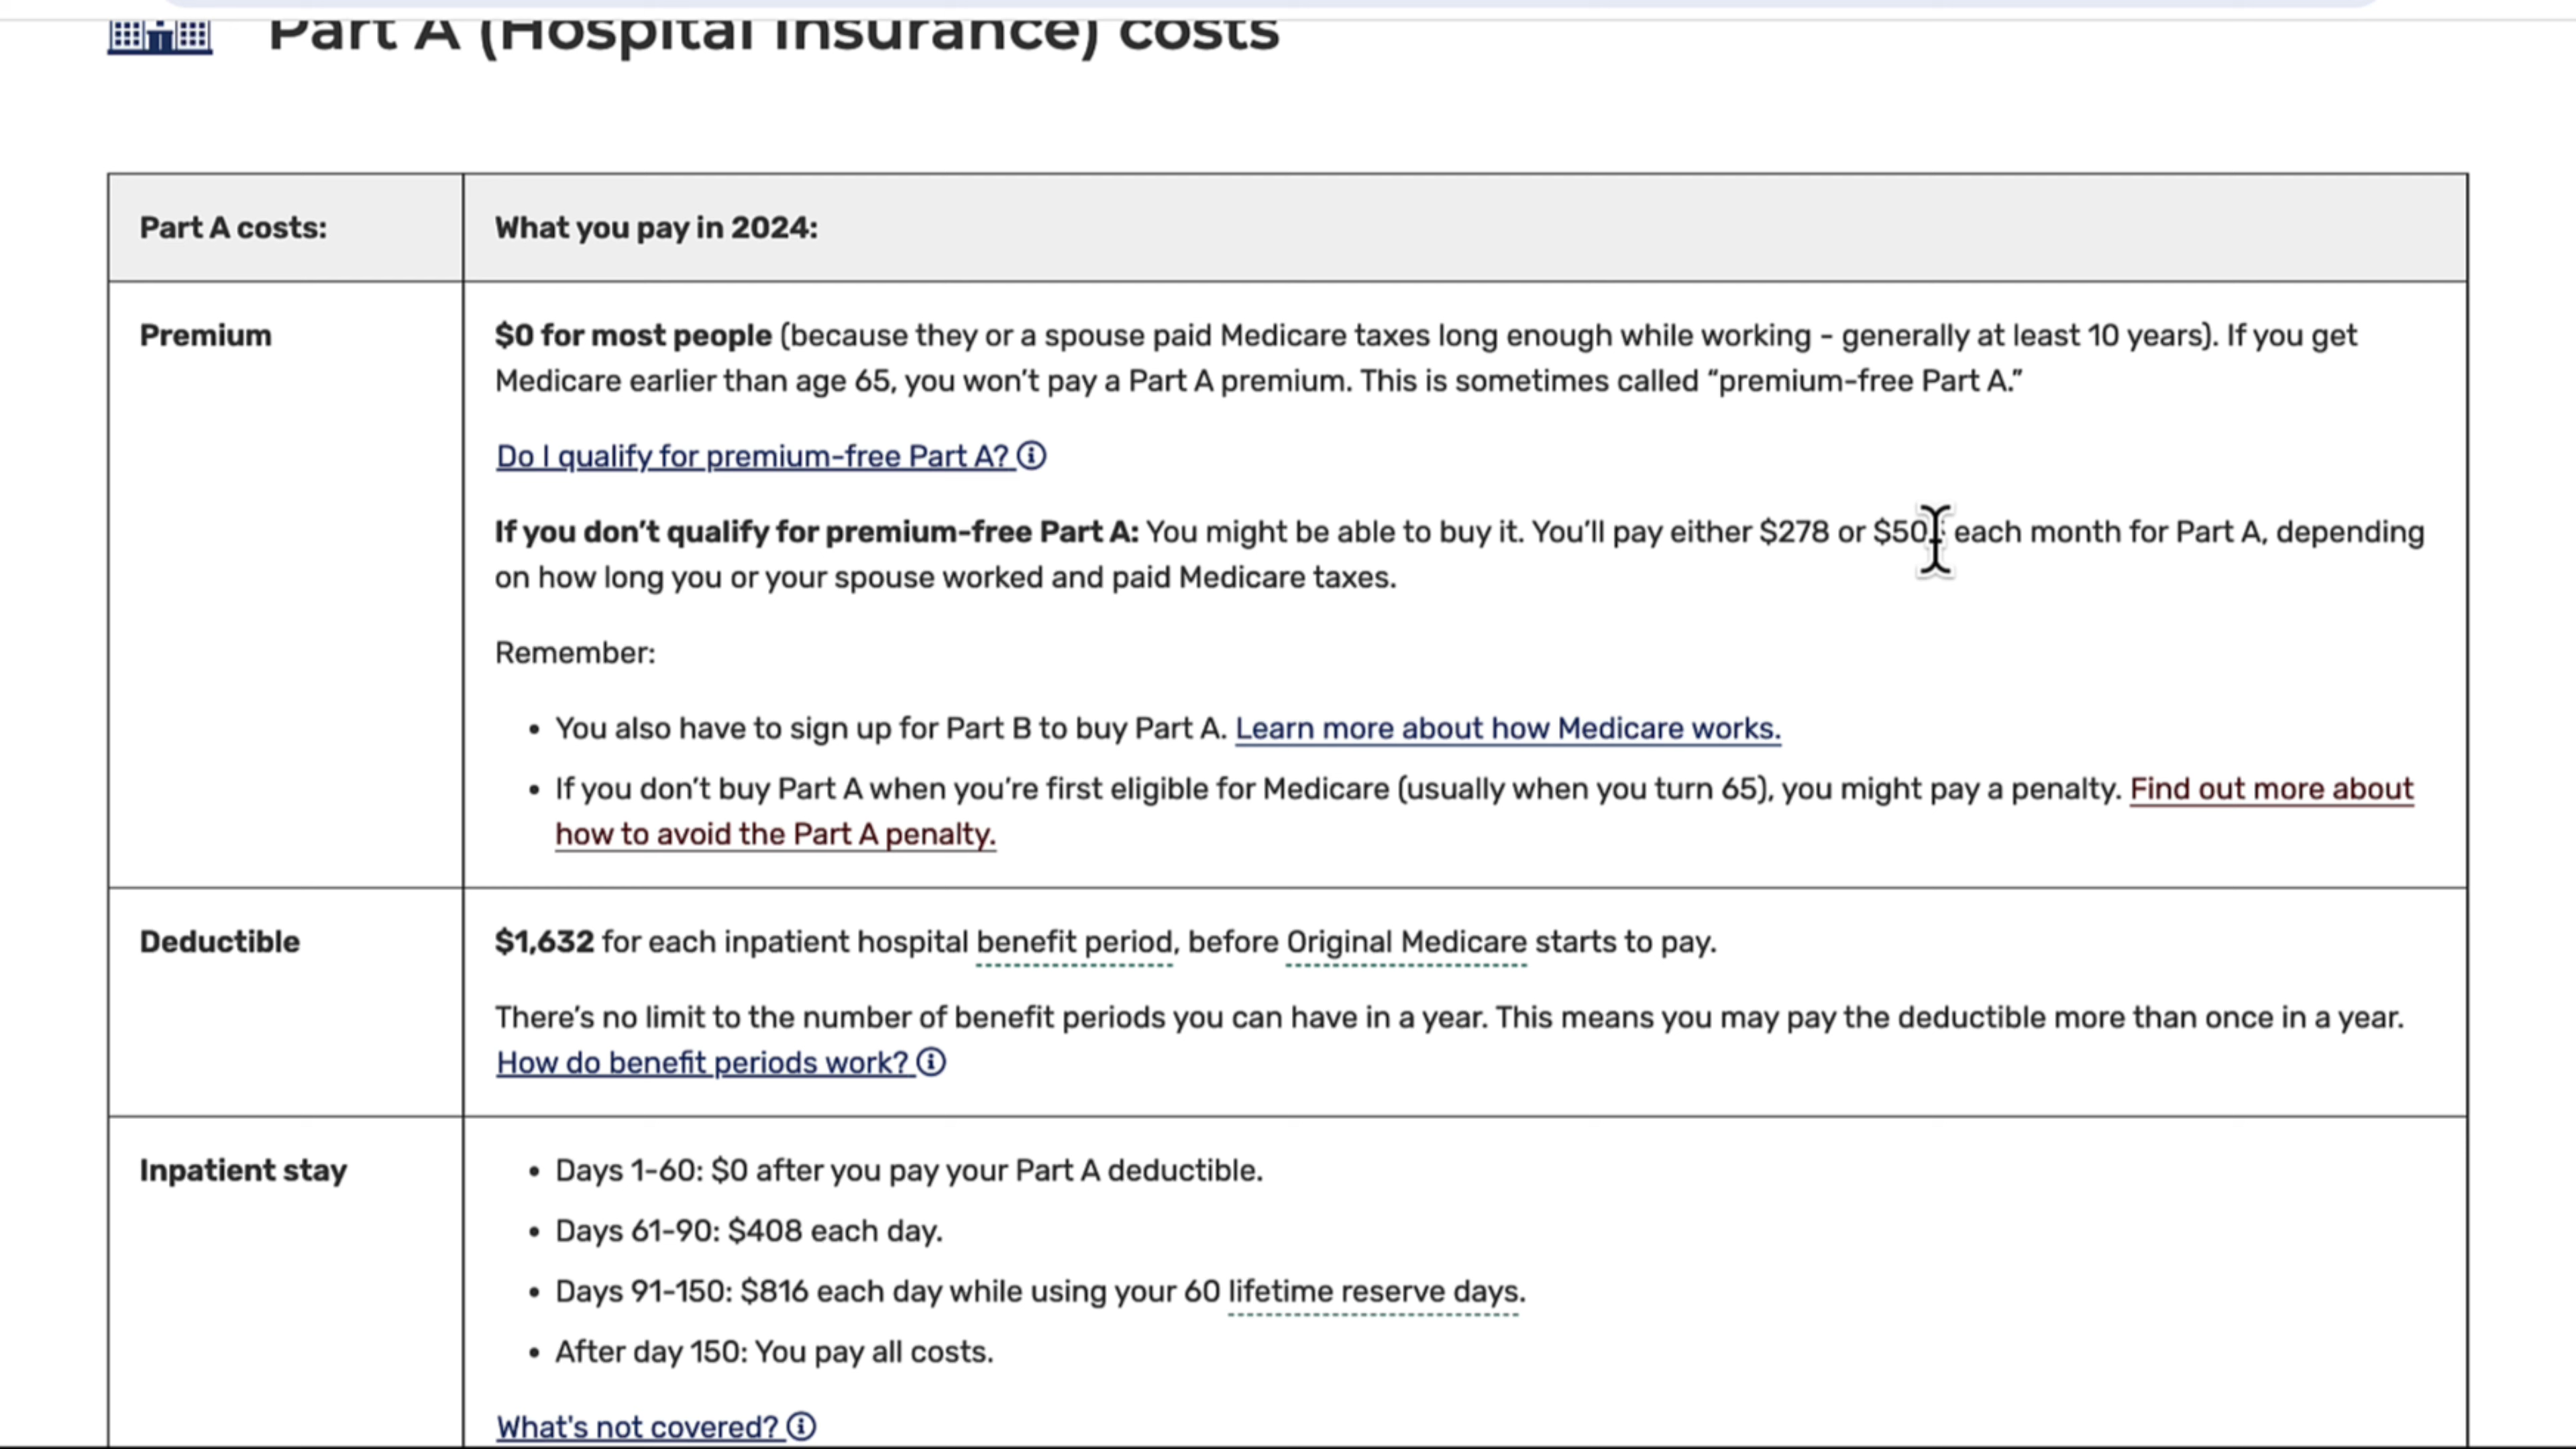 Part A (Hospital Insurance) costs
Part A costs:
What you pay in 2024:
Premium
$0 for most people (because they or a spouse paid Medicare taxes long enough while working – generally at least 10 years). If you get
Medicare earlier than age 65, you won’t pay a Part A premium. This is sometimes called “premium-free Part A.”
Do I qualify for premium-free Part A?
If you don’t qualify for premium-free Part A: You might be able to buy it. You’ll pay either $278 or each month for Part A, depending
on how long you or your spouse worked and paid Medicare taxes.
Remember:
• You also have to sign up for Part B to buy Part A. Learn more about how Medicare works.
• If you don’t buy Part A when you’re first eligible for Medicare (usually when you turn 65), you might pay a penalty. Find out more about
how to avoid the Part A penalty.
Deductible
$1,632 for each inpatient hospital benefit period, before Original Medicare starts to pay.
There’s no limit to the number of benefit periods you can have in a year. This means you may pay the deductible more than once in a year.
How do benefit periods work?
Inpatient stay
• Days 1-60: $0 after you pay your Part A deductible.
• Days 61-90: $408 each day.
• Days 91-150: $816 each day while using your 60 lifetime reserve days.
• After day 150: You pay all costs.
What's not covered?